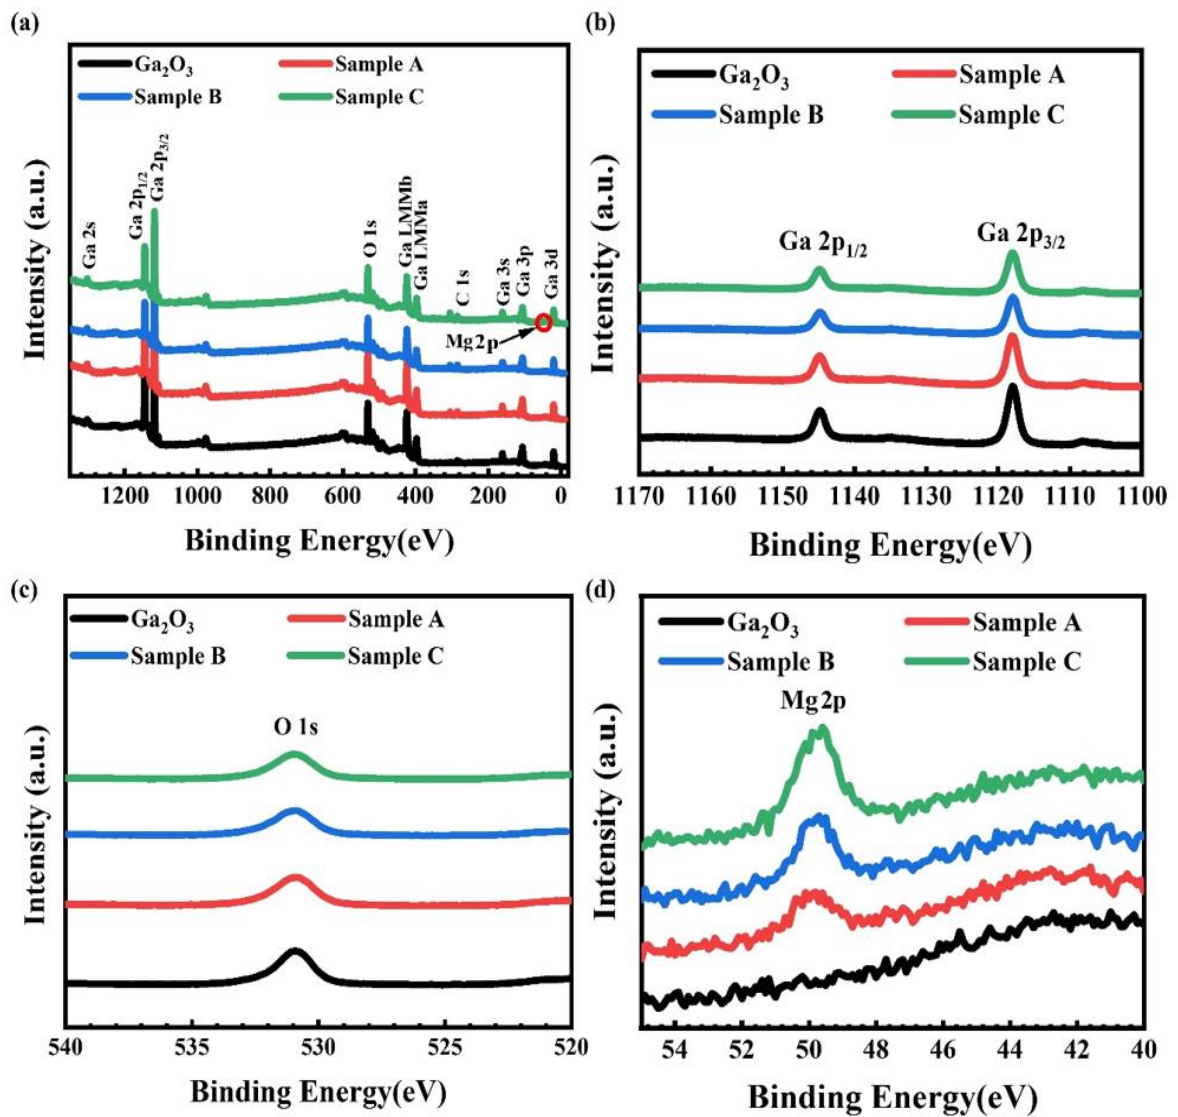 (a)
Ga₂O₃ Sample A
Sample B Sample C
Ga 2s
Ga 2p1/2
Ga 2p3/2
O 1s
Ga LMMb
Ga LMMa
C 1s
Ga 3s
Ga 3p
Ga 3d
Mg 2p
Intensity (a.u.)
1200 1000 800 600 400 200 0
Binding Energy(eV)
(b)
Ga₂O₃ Sample A
Sample B Sample C
Ga 2p1/2
Ga 2p3/2
Intensity (a.u.)
1170 1160 1150 1140 1130 1120 1110 1100
Binding Energy(eV)
(c)
Ga₂O₃ Sample A
Sample B Sample C
O 1s
Intensity (a.u.)
540 535 530 525 520
Binding Energy(eV)
(d)
Ga₂O₃ Sample A
Sample B Sample C
Mg 2p
Intensity (a.u.)
54 52 50 48 46 44 42 40
Binding Energy(eV)